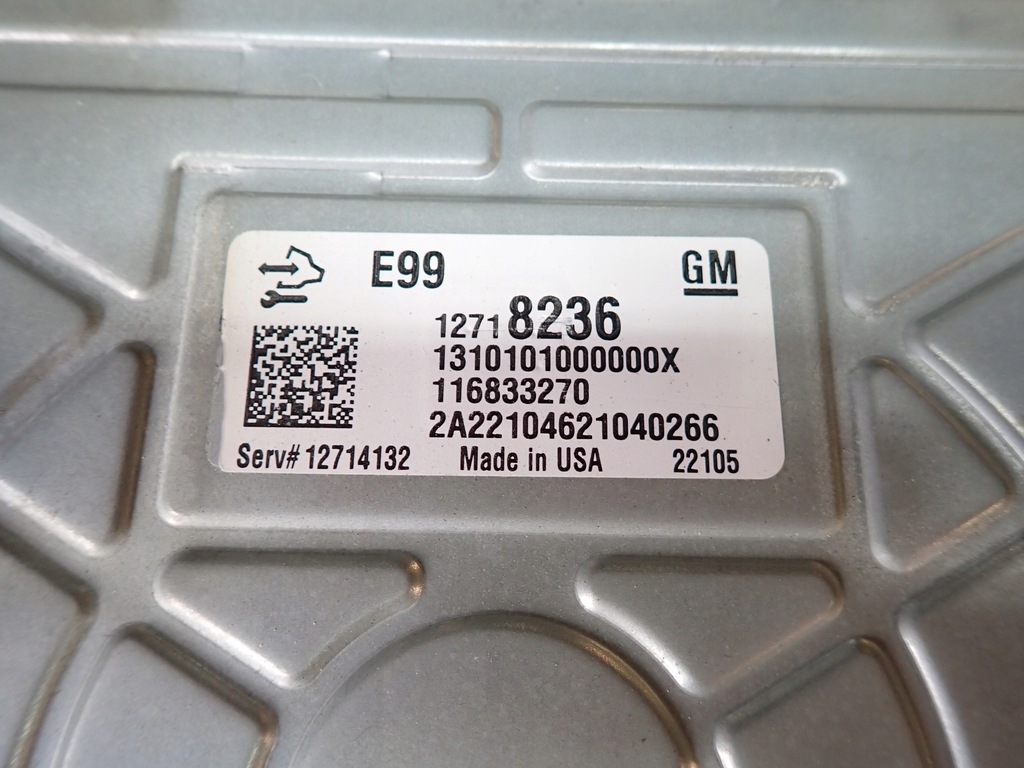 E99 GM
12718236
1310101000000X
116833270
2A22104621040266
Serv# 12714132 Made in USA 22105